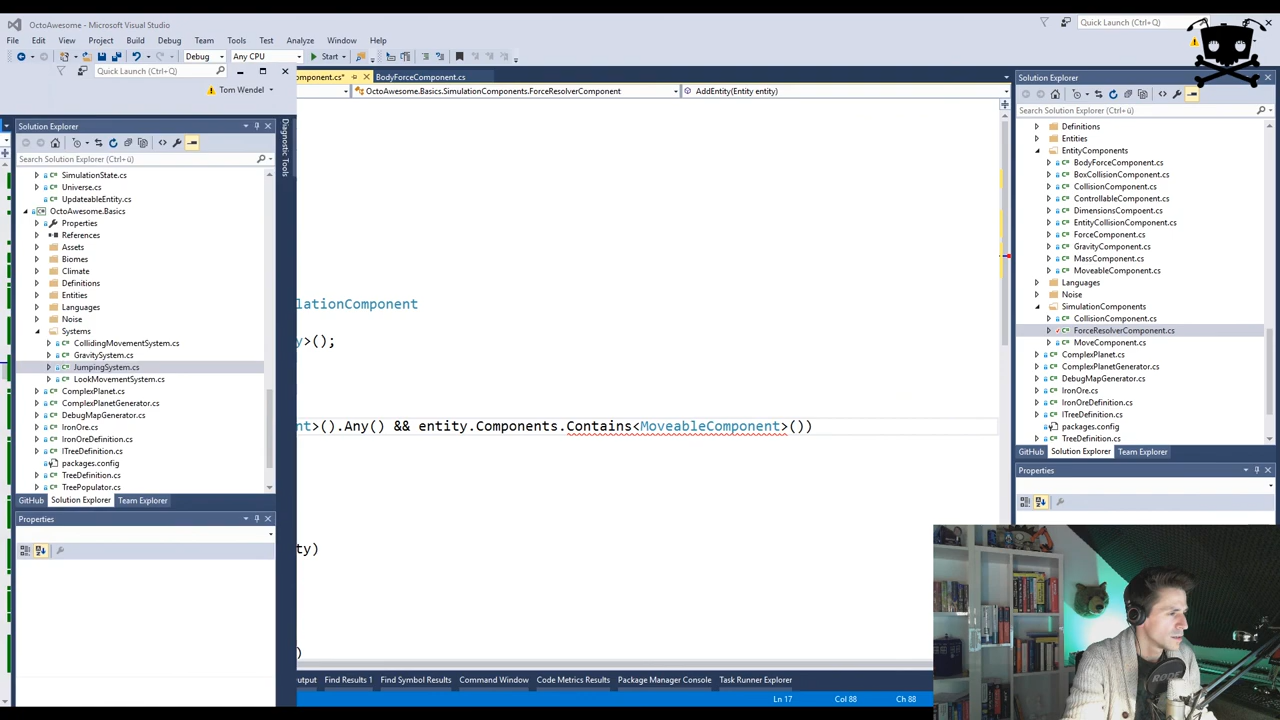 OctoAwesome - Microsoft Visual Studio
Quick Launch (Ctrl+Q)
File Edit View Project Build Debug Team Tools Test Analyze Window Help
Debug Any CPU Start
Quick Launch (Ctrl+Q)
Tom Wendel
omponent.cs* BodyForceComponent.cs
OctoAwesome.Basics.SimulationComponents.ForceResolverComponent AddEntity(Entity entity)
Solution Explorer
Search Solution Explorer (Ctrl+ü)
SimulationState.cs
Universe.cs
UpdateableEntity.cs
OctoAwesome.Basics
Properties
References
Assets
Biomes
Climate
Definitions
Entities
Languages
Noise
Systems
CollidingMovementSystem.cs
GravitySystem.cs
JumpingSystem.cs
LookMovementSystem.cs
ComplexPlanet.cs
ComplexPlanetGenerator.cs
DebugMapGenerator.cs
IronOre.cs
IronOreDefinition.cs
ITreeDefinition.cs
packages.config
TreeDefinition.cs
TreePopulator.cs
GitHub Solution Explorer Team Explorer
Properties
Diagnostic Tools
lationComponent
y>();
nt>().Any() && entity.Components.Contains<MoveableComponent>())
ty)
)
Solution Explorer
Search Solution Explorer (Ctrl+ü)
Definitions
Entities
EntityComponents
BodyForceComponent.cs
BoxCollisionComponent.cs
CollisionComponent.cs
ControllableComponent.cs
DimensionsComponent.cs
EntityCollisionComponent.cs
ForceComponent.cs
GravityComponent.cs
MassComponent.cs
MoveableComponent.cs
Languages
Noise
SimulationComponents
CollisionComponent.cs
ForceResolverComponent.cs
MoveComponent.cs
ComplexPlanet.cs
ComplexPlanetGenerator.cs
DebugMapGenerator.cs
IronOre.cs
IronOreDefinition.cs
ITreeDefinition.cs
packages.config
TreeDefinition.cs
GitHub Solution Explorer Team Explorer
Properties
utput Find Results 1 Find Symbol Results Command Window Code Metrics Results Package Manager Console Task Runner Explorer
Ln 17 Col 88 Ch 88